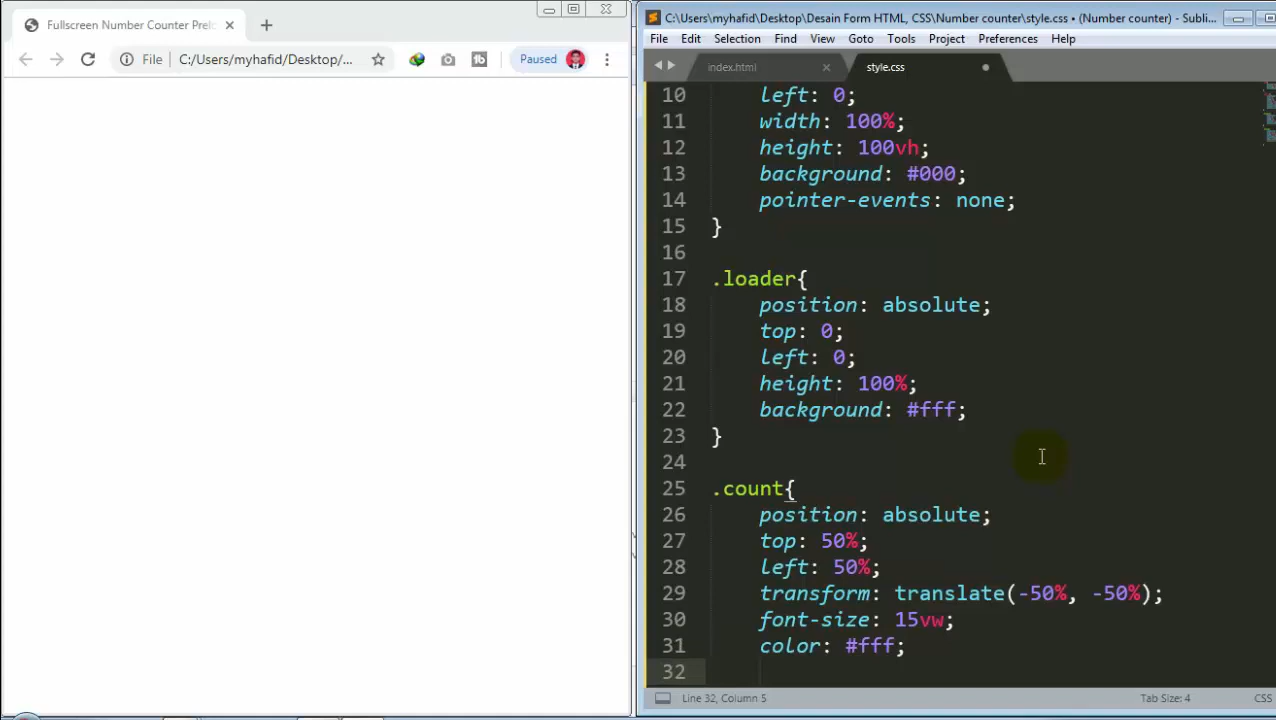 Fullscreen Number Counter Prel
File C:/Users/myhafid/Desktop/... Paused
C:\Users\myhafid\Desktop\Desain Form HTML, CSS\Number counter\style.css • (Number counter) - Subli...
File Edit Selection Find View Goto Tools Project Preferences Help
index.html style.css
10 left: 0;
11 width: 100%;
12 height: 100vh;
13 background: #000;
14 pointer-events: none;
15 }
16
17 .loader{
18 position: absolute;
19 top: 0;
20 left: 0;
21 height: 100%;
22 background: #fff;
23 }
24
25 .count{
26 position: absolute;
27 top: 50%;
28 left: 50%;
29 transform: translate(-50%, -50%);
30 font-size: 15vw;
31 color: #fff;
32
Line 32, Column 5 Tab Size: 4 CSS